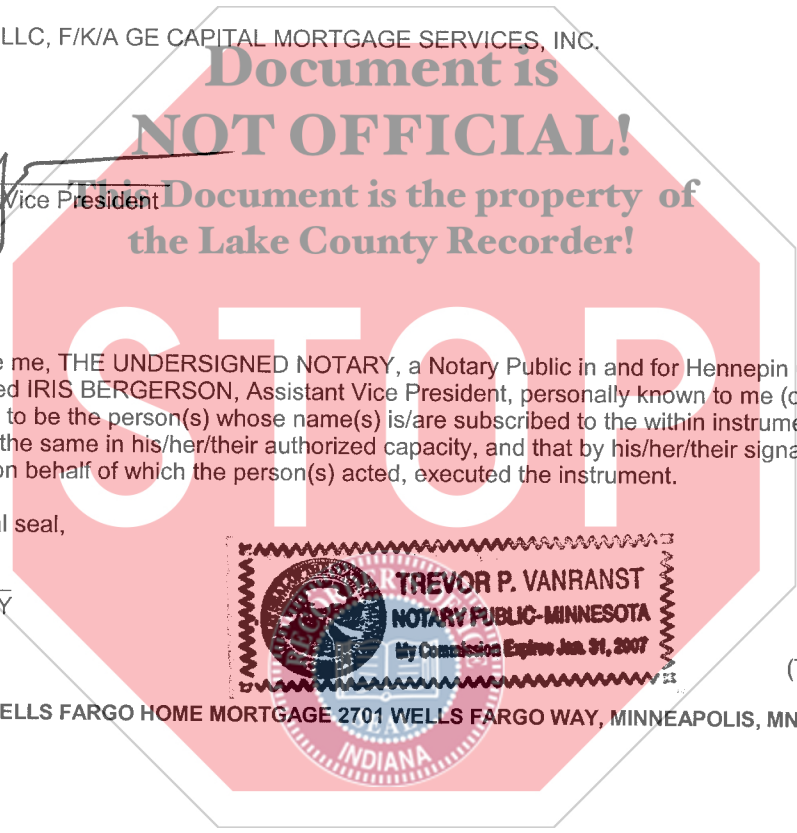 LLC, F/K/A GE CAPITAL MORTGAGE SERVICES, INC.
Document is
NOT OFFICIAL!
Vice President
This Document is the property of
the Lake County Recorder!
STOP
e me, THE UNDERSIGNED NOTARY, a Notary Public in and for Hennepin
ed IRIS BERGERSON, Assistant Vice President, personally known to me (o
to be the person(s) whose name(s) is/are subscribed to the within instrume
the same in his/her/their authorized capacity, and that by his/her/their signa
on behalf of which the person(s) acted, executed the instrument.
al seal,
TREVOR P. VANRANST
NOTARY PUBLIC-MINNESOTA
My Commission Expires Jan. 31, 2007
Y
(T
RECORDER'S OFFICE
SEAL
INDIANA
ELLS FARGO HOME MORTGAGE 2701 WELLS FARGO WAY, MINNEAPOLIS, MN